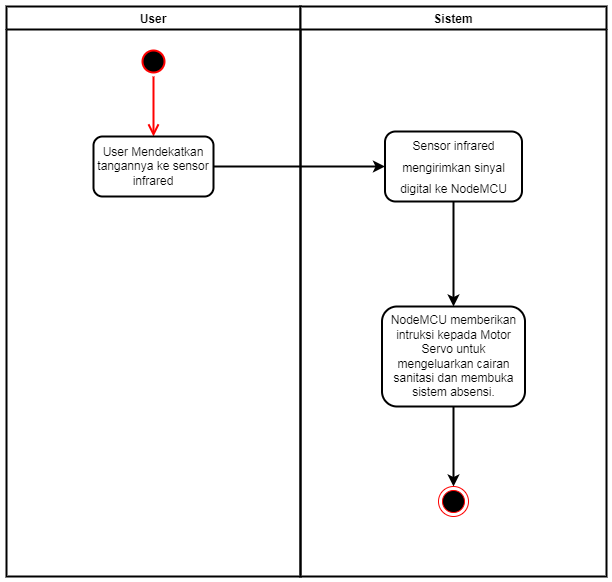 User
Sistem
User Mendekatkan
tangannya ke sensor
infrared
Sensor infrared
mengirimkan sinyal
digital ke NodeMCU
NodeMCU memberikan
intruksi kepada Motor
Servo untuk
mengeluarkan cairan
sanitasi dan membuka
sistem absensi.